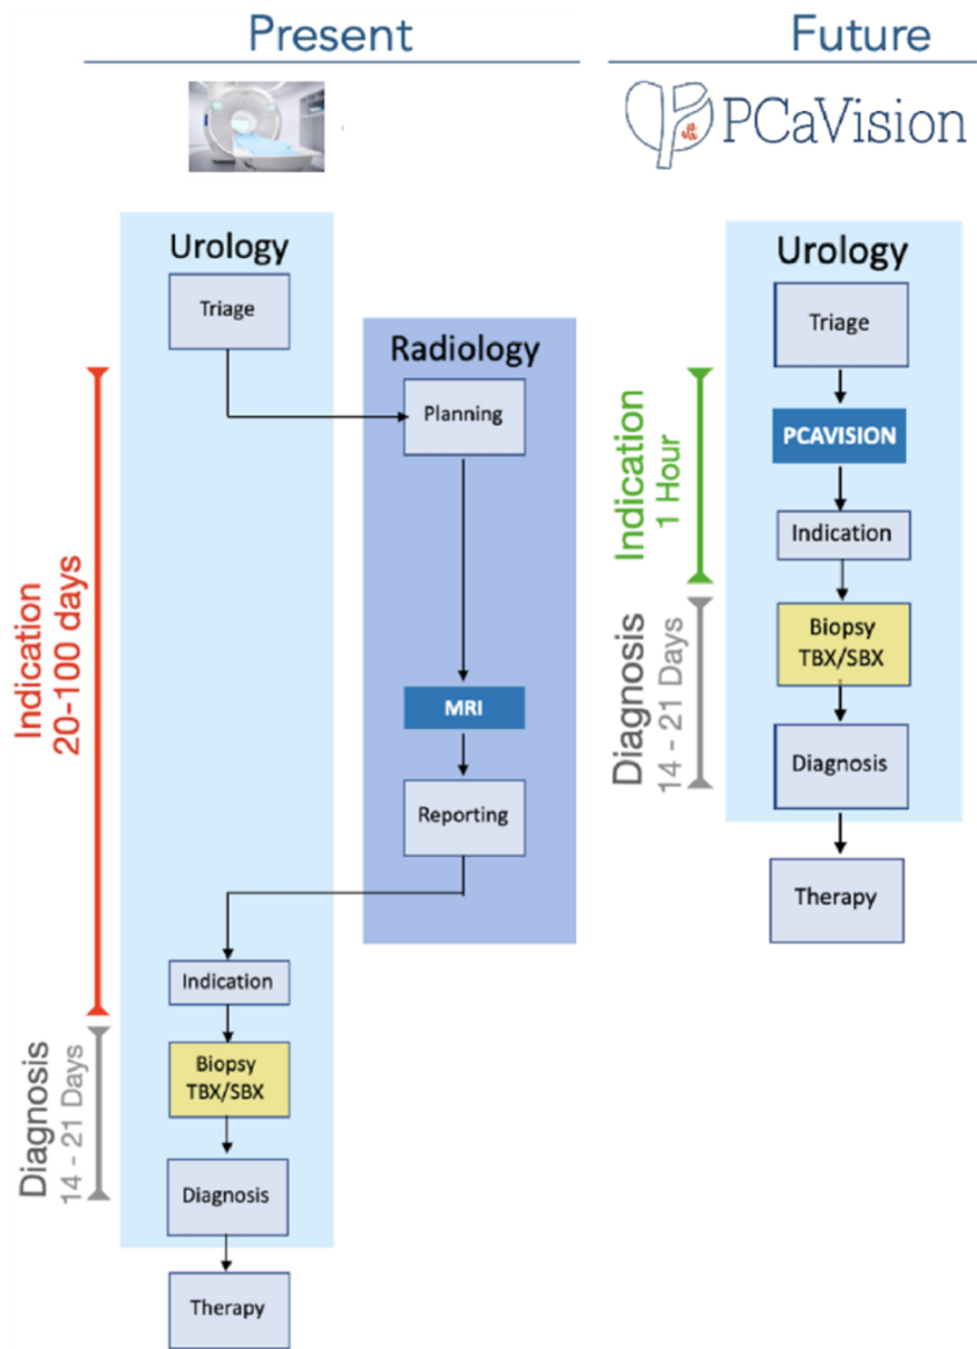 Present
Urology
Triage
Radiology
Planning
MRI
Reporting
Indication
Biopsy
TBX/SBX
Diagnosis
Therapy
Indication
20-100 days
Diagnosis
14 - 21 Days
Future
PCaVision
Urology
Triage
PCAVISION
Indication
Biopsy
TBX/SBX
Diagnosis
Therapy
Indication
1 Hour
Diagnosis
14 - 21 Days